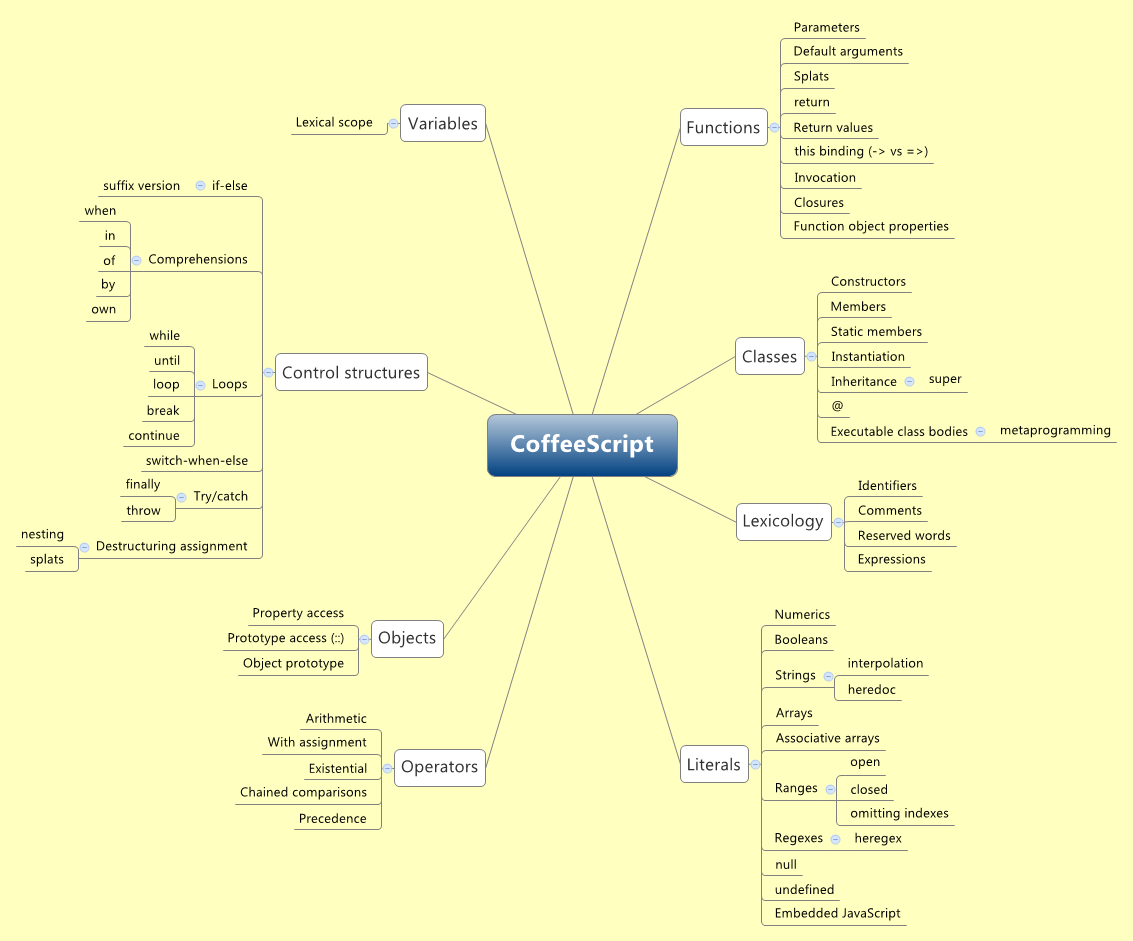 CoffeeScript
Functions
Parameters
Default arguments
Splats
return
Return values
this binding (-> vs =>)
Invocation
Closures
Function object properties
Classes
Constructors
Members
Static members
Instantiation
Inheritance
super
@
Executable class bodies
metaprogramming
Lexicology
Identifiers
Comments
Reserved words
Expressions
Literals
Numerics
Booleans
Strings
interpolation
heredoc
Arrays
Associative arrays
Ranges
open
closed
omitting indexes
Regexes
heregex
null
undefined
Embedded JavaScript
Variables
Lexical scope
Control structures
if-else
suffix version
Comprehensions
when
in
of
by
own
Loops
while
until
loop
break
continue
switch-when-else
Try/catch
finally
throw
Destructuring assignment
nesting
splats
Objects
Property access
Prototype access (::)
Object prototype
Operators
Arithmetic
With assignment
Existential
Chained comparisons
Precedence